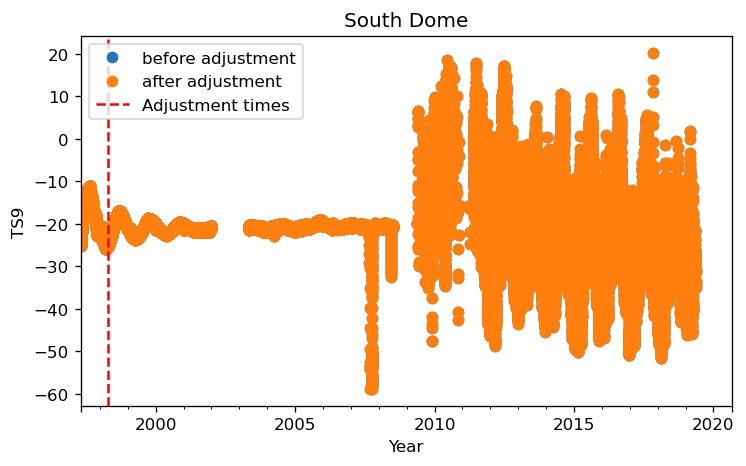 South Dome
before adjustment
after adjustment
Adjustment times
20
10
0
−10
−20
−30
−40
−50
−60
TS9
2000
2005
2010
2015
2020
Year